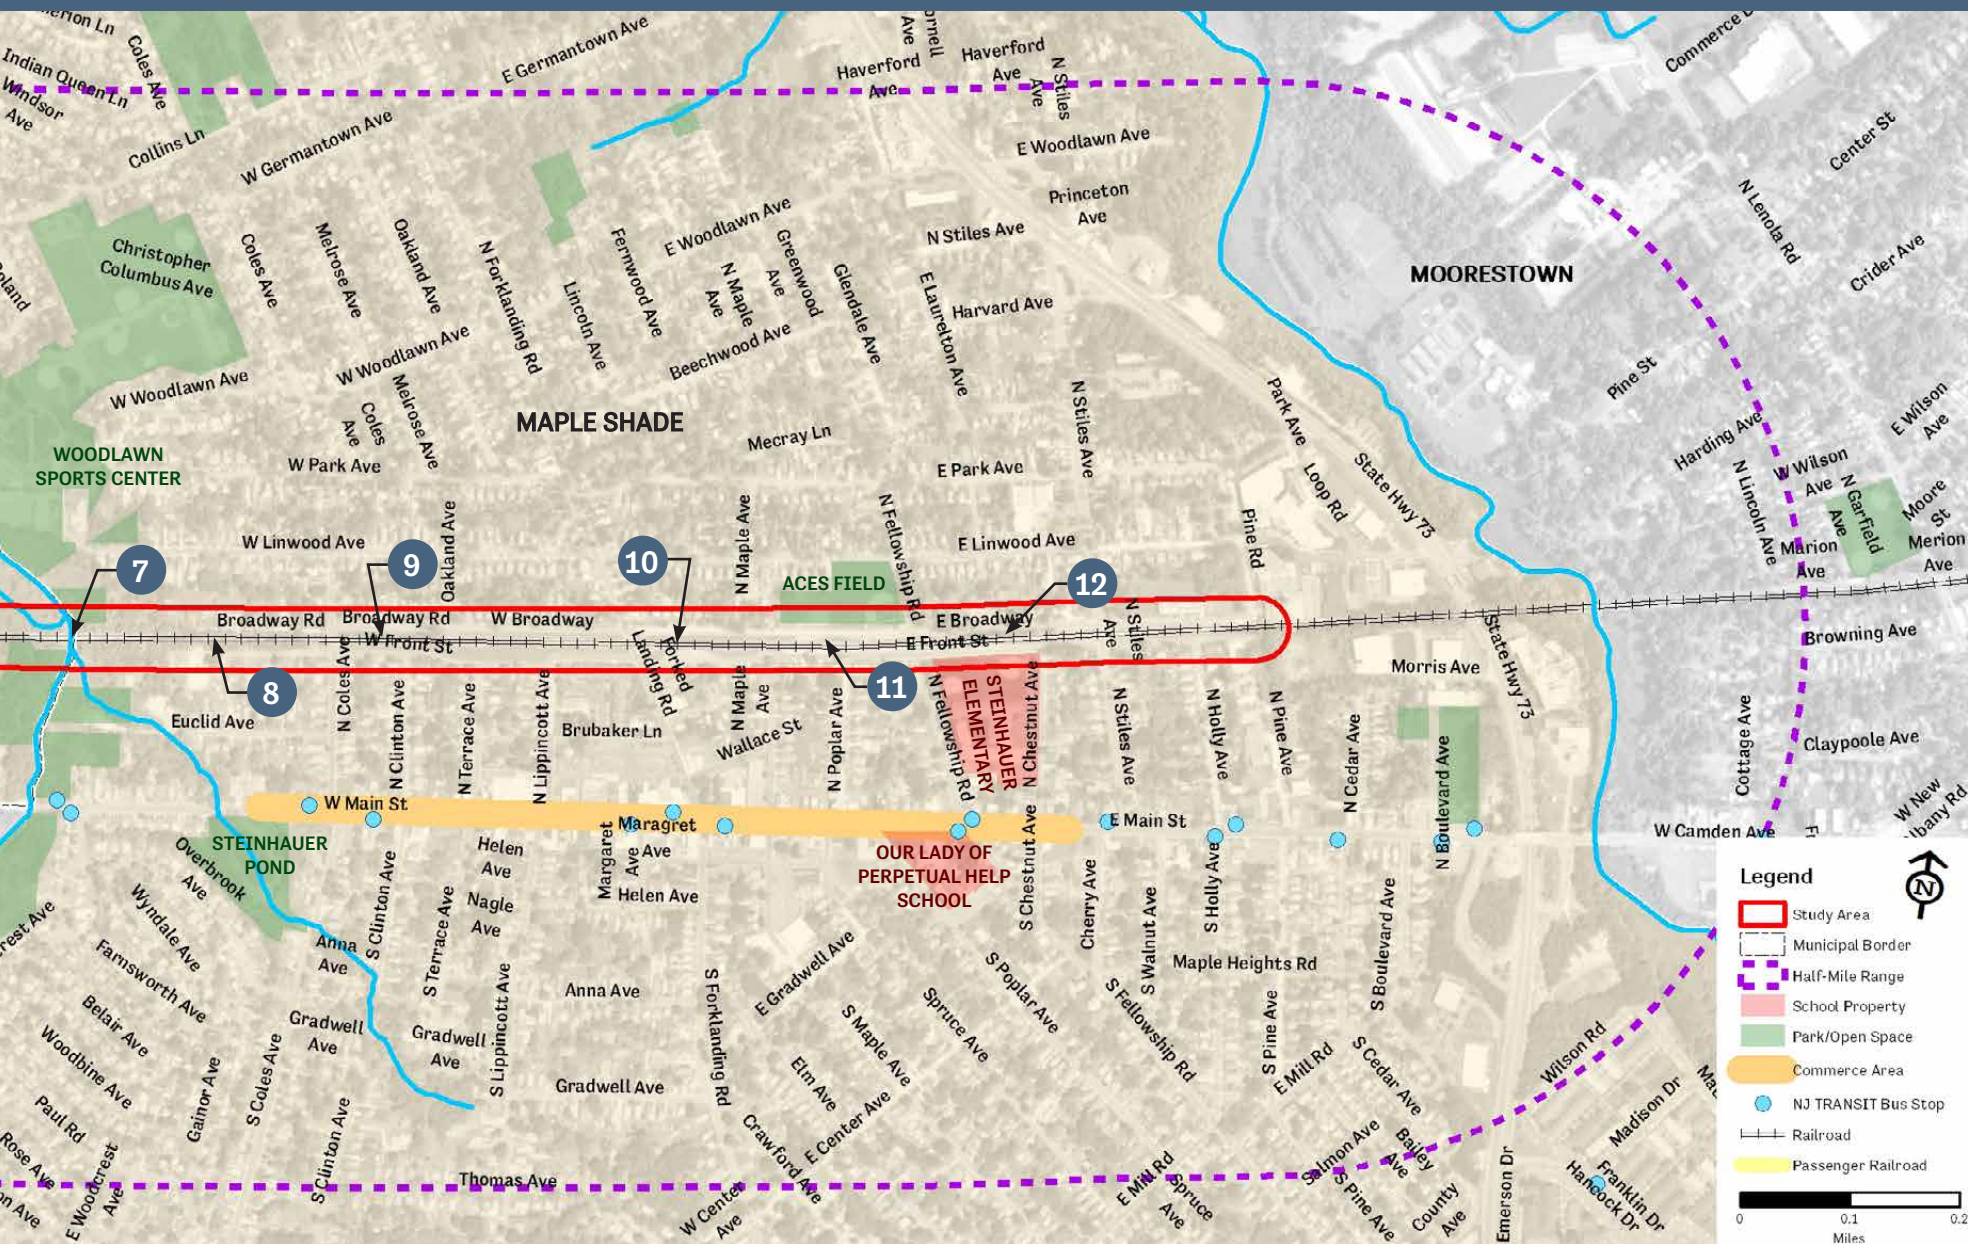 Indian Queen Ln
Windsor
Ave
Coles Ave
Collins Ln
W Germantown Ave
E Germantown Ave
Haverford
Ave
Ave
Haverford
Ave
N Stiles
Ave
E Woodlawn Ave
Princeton
Ave
Center St
N Lenola Rd
Crider Ave
MOORESTOWN
Christopher
Columbus Ave
Coles Ave
Melrose Ave
Oakland Ave
N Forklanding Rd
Lincoln Ave
Fernwood Ave
E Woodlawn Ave
N Maple
Ave
Greenwood
Ave
Glendale Ave
N Stiles Ave
E Laurelton Ave
Harvard Ave
Beechwood Ave
W Woodlawn Ave
W Woodlawn Ave
Coles
Ave
Melrose Ave
MAPLE SHADE
Mecray Ln
N Stiles Ave
Park Ave
Pine St
Harding Ave
E Wilson
Ave
WOODLAWN
SPORTS CENTER
W Park Ave
E Park Ave
Loop Rd
State Hwy 73
W Wilson
Ave
N Lincoln Ave
N Garfield
Ave
Moore
St
Marion
Ave
Merion
Ave
W Linwood Ave
Oakland Ave
N Maple Ave
N Fellowship Rd
E Linwood Ave
Pine Rd
7
9
10
ACES FIELD
12
Broadway Rd
Broadway Rd
W Broadway
E Broadway
W Front St
E Front St
N Stiles
Ave
Forked
Landing Rd
State Hwy 73
Browning Ave
Morris Ave
8
11
N Coles Ave
N Clinton Ave
N Terrace Ave
N Lippincott Ave
N Maple
Ave
N Poplar Ave
N Fellowship Rd
STEINHAUER
ELEMENTARY
N Chestnut Ave
N Stiles Ave
N Holly Ave
N Pine Ave
N Cedar Ave
N Boulevard Ave
Cottage Ave
Claypoole Ave
Euclid Ave
Brubaker Ln
Wallace St
W Main St
Maragret
Ave
E Main St
W Camden Ave
W New
lbany Rd
STEINHAUER
POND
Overbrook
Ave
Helen
Ave
Margaret
Ave
Helen Ave
OUR LADY OF
PERPETUAL HELP
SCHOOL
S Chestnut Ave
Cherry Ave
S Walnut Ave
S Holly Ave
S Boulevard Ave
Wyndale Ave
Nagle
Ave
S Clinton Ave
S Terrace Ave
Anna
Ave
Farnsworth Ave
Belair Ave
Woodbine Ave
Paul Rd
Rose Ave
E Woodcrest
Ave
Gainor Ave
S Coles Ave
Gradwell
Ave
Gradwell
Ave
S Lippincott Ave
Anna Ave
Gradwell Ave
S Clinton Ave
Thomas Ave
S Forklanding Rd
E Gradwell Ave
S Maple Ave
Elm Ave
E Center Ave
Crawford Ave
W Center
Ave
Spruce Ave
S Poplar Ave
S Fellowship Rd
Maple Heights Rd
S Pine Ave
E Mill Rd
S Cedar Ave
E Mill Rd
Spruce
Ave
Salmon Ave
Bailey
Ave
S Pine Ave
County
Ave
Emerson Dr
Wilson Rd
Madison Dr
Franklin Dr
Hancock Dr
Legend
N
Study Area
Municipal Border
Half-Mile Range
School Property
Park/Open Space
Commerce Area
NJ TRANSIT Bus Stop
Railroad
Passenger Railroad
0
0.1
0.2
Miles